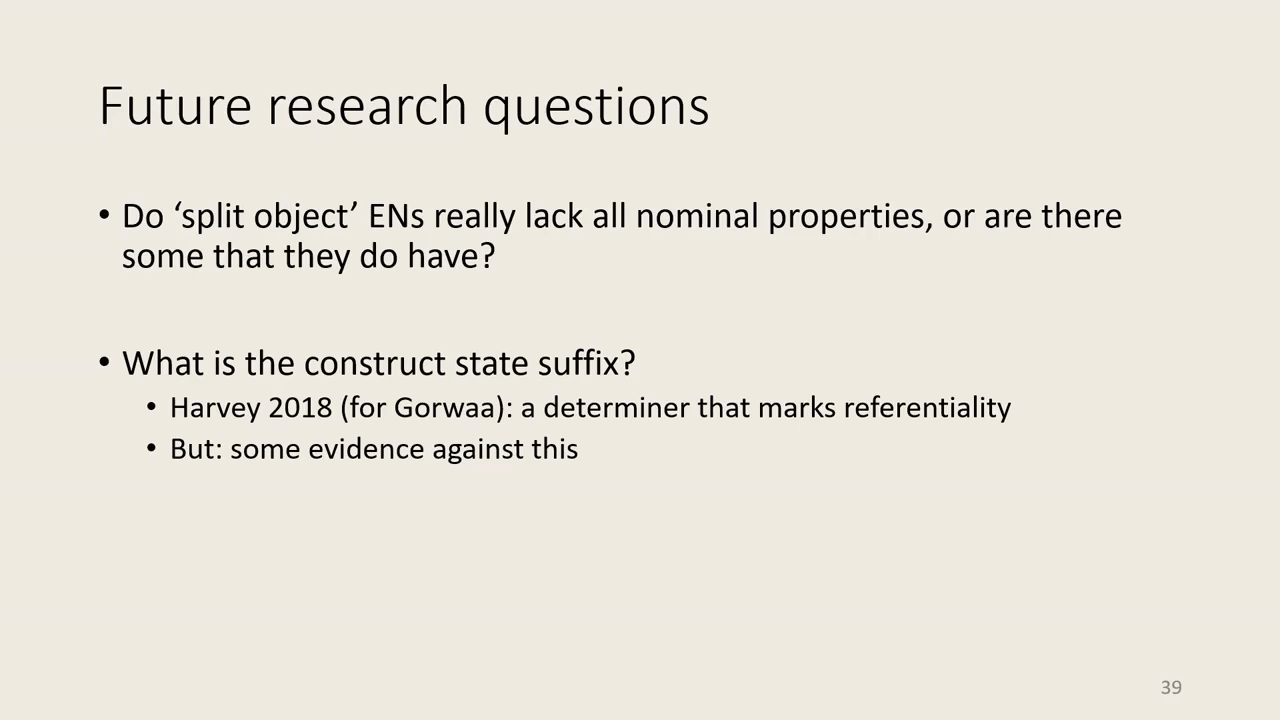 Future research questions
• Do ‘split object’ ENs really lack all nominal properties, or are there
some that they do have?
• What is the construct state suffix?
• Harvey 2018 (for Gorwaa): a determiner that marks referentiality
• But: some evidence against this
39